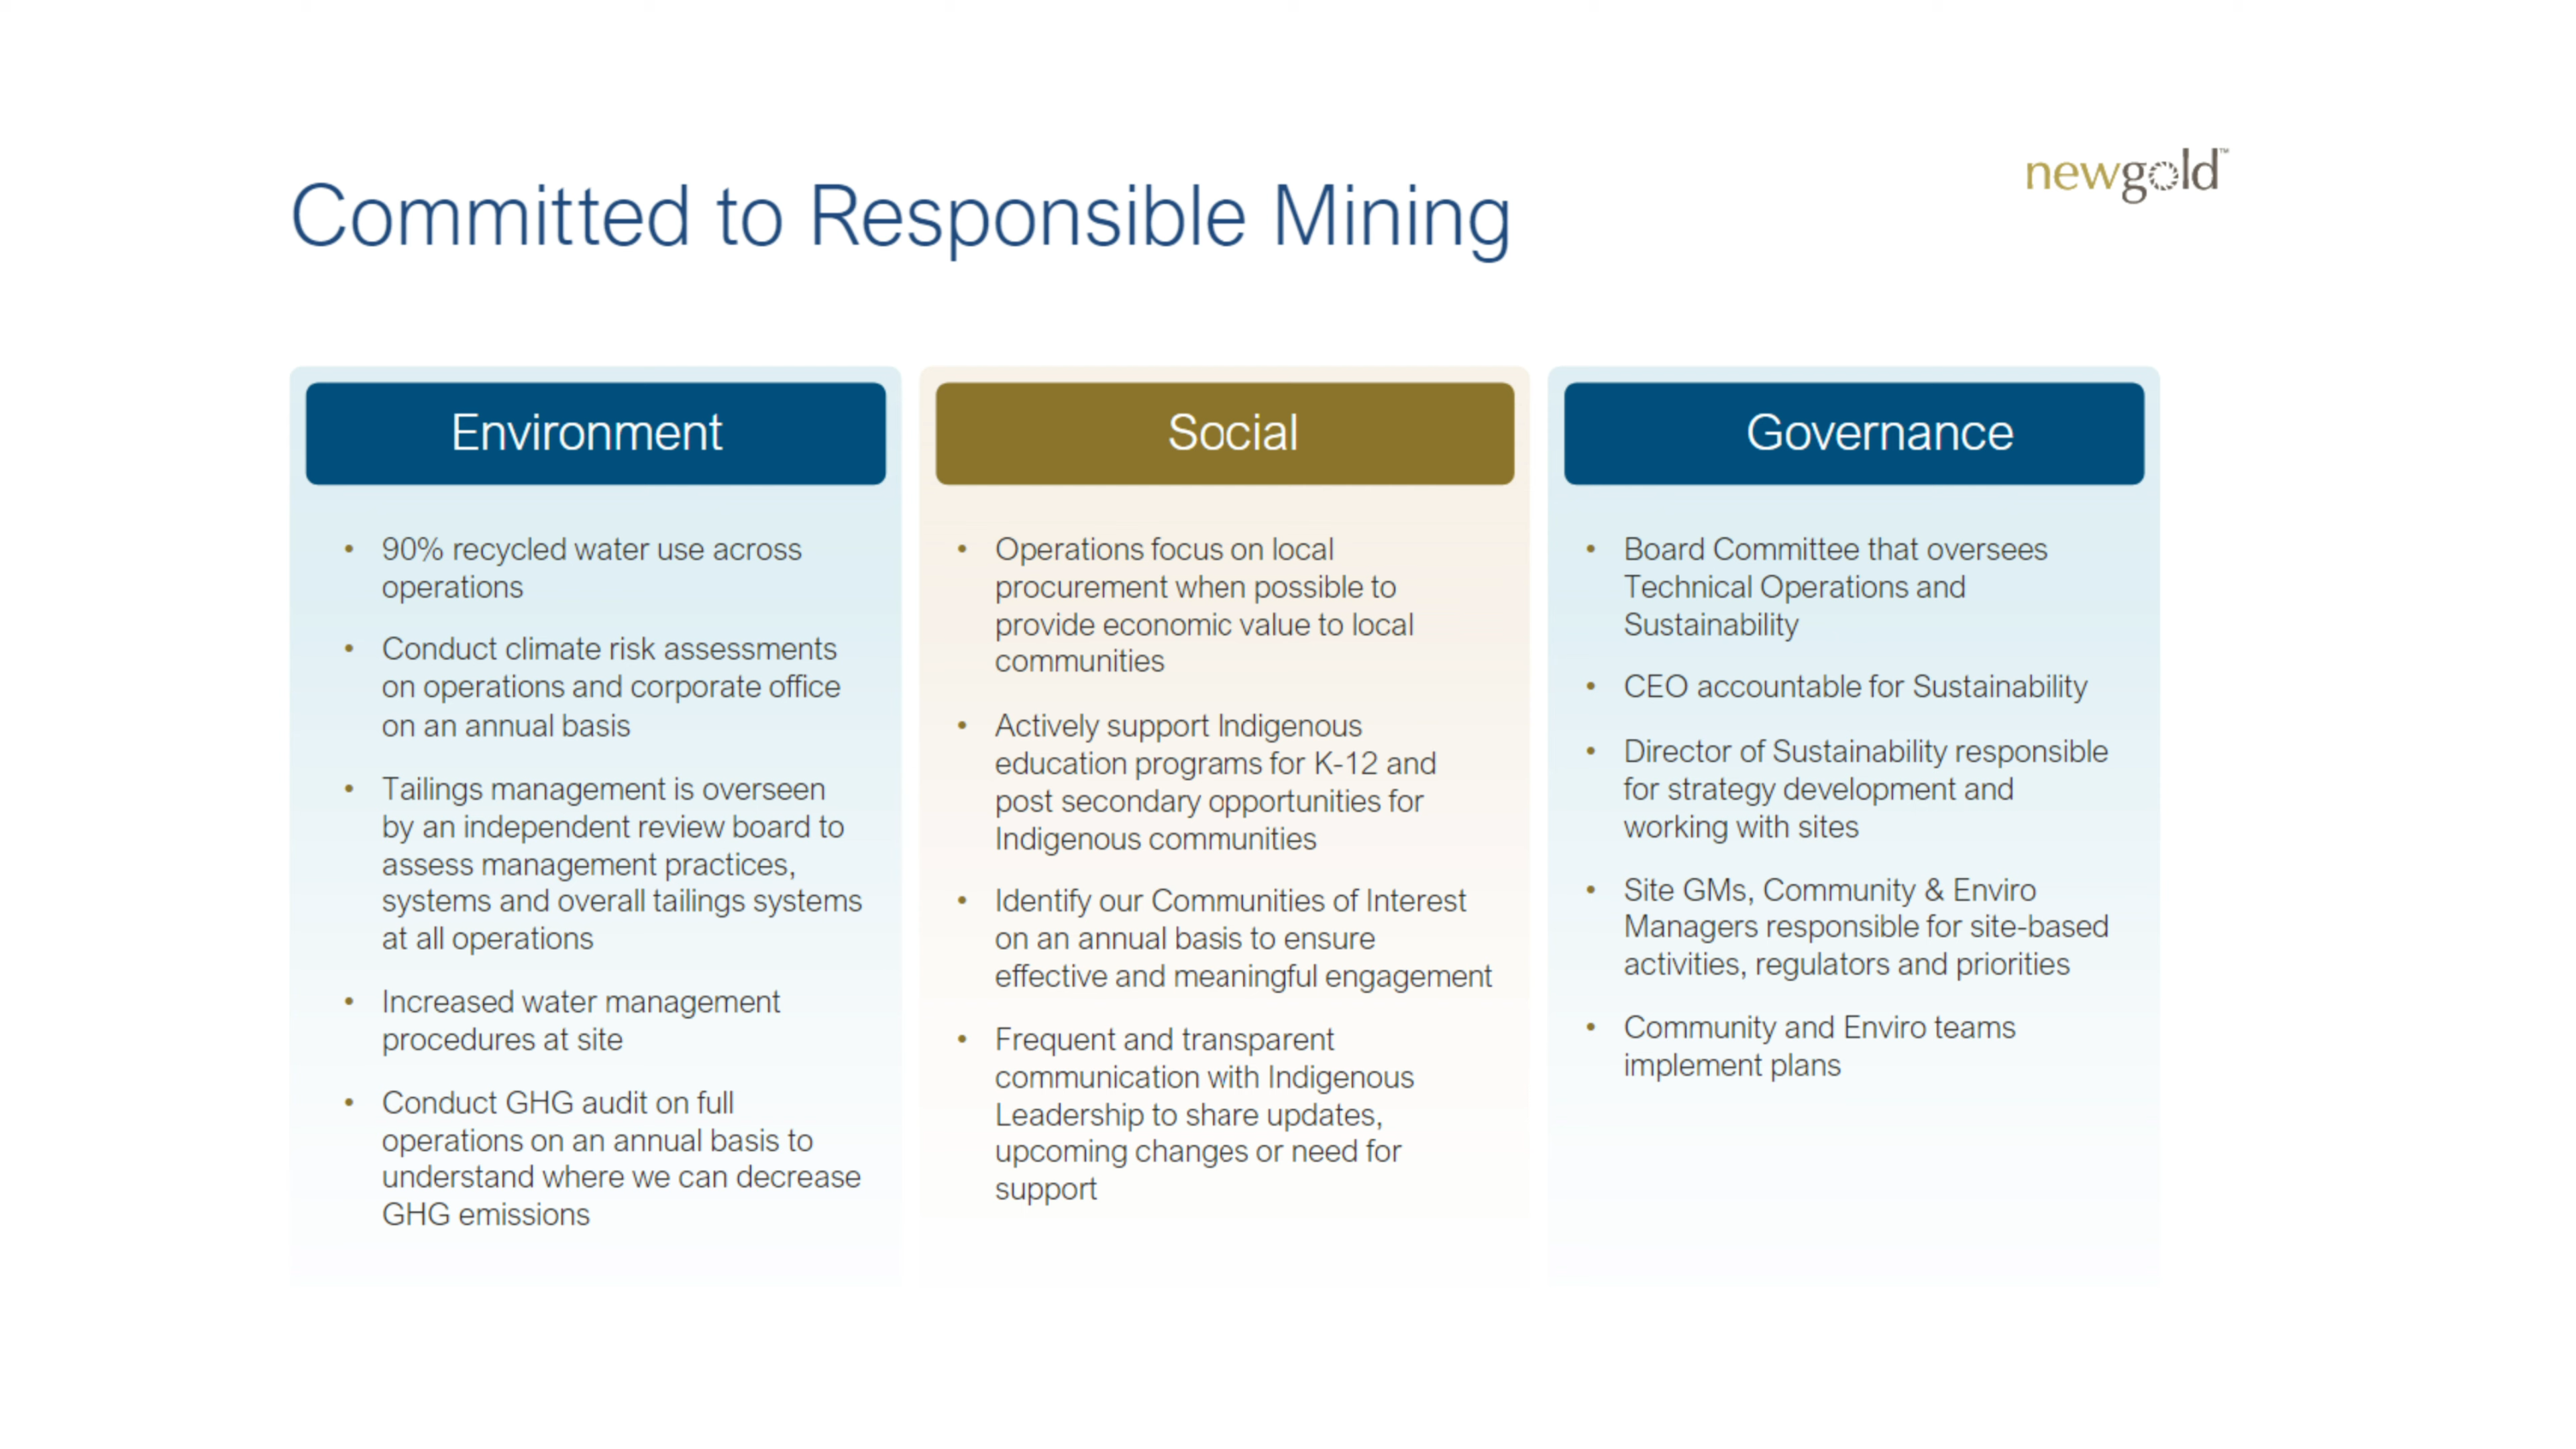 newgold™
Committed to Responsible Mining
Environment
• 90% recycled water use across
operations
• Conduct climate risk assessments
on operations and corporate office
on an annual basis
• Tailings management is overseen
by an independent review board to
assess management practices,
systems and overall tailings systems
at all operations
• Increased water management
procedures at site
• Conduct GHG audit on full
operations on an annual basis to
understand where we can decrease
GHG emissions
Social
• Operations focus on local
procurement when possible to
provide economic value to local
communities
• Actively support Indigenous
education programs for K-12 and
post secondary opportunities for
Indigenous communities
• Identify our Communities of Interest
on an annual basis to ensure
effective and meaningful engagement
• Frequent and transparent
communication with Indigenous
Leadership to share updates,
upcoming changes or need for
support
Governance
• Board Committee that oversees
Technical Operations and
Sustainability
• CEO accountable for Sustainability
• Director of Sustainability responsible
for strategy development and
working with sites
• Site GMs, Community & Enviro
Managers responsible for site-based
activities, regulators and priorities
• Community and Enviro teams
implement plans